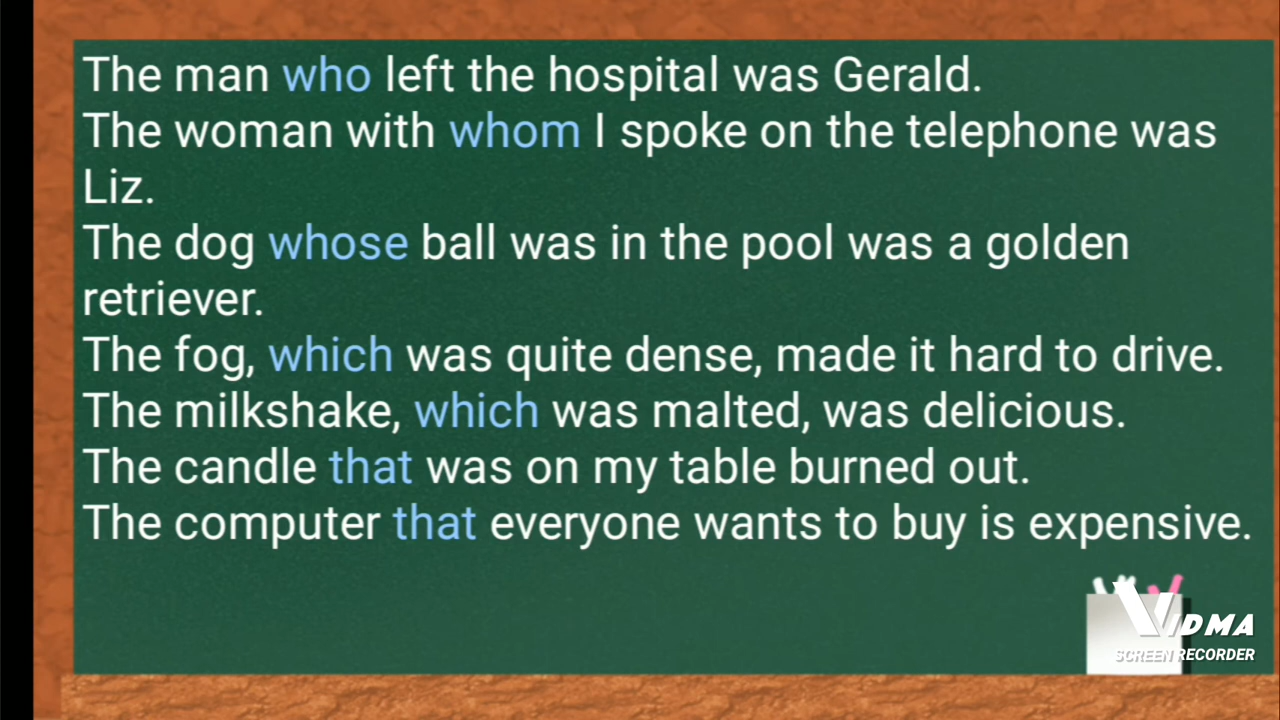 The man who left the hospital was Gerald.
The woman with whom I spoke on the telephone was
Liz.
The dog whose ball was in the pool was a golden
retriever.
The fog, which was quite dense, made it hard to drive.
The milkshake, which was malted, was delicious.
The candle that was on my table burned out.
The computer that everyone wants to buy is expensive.
VIDMA
SCREEN RECORDER